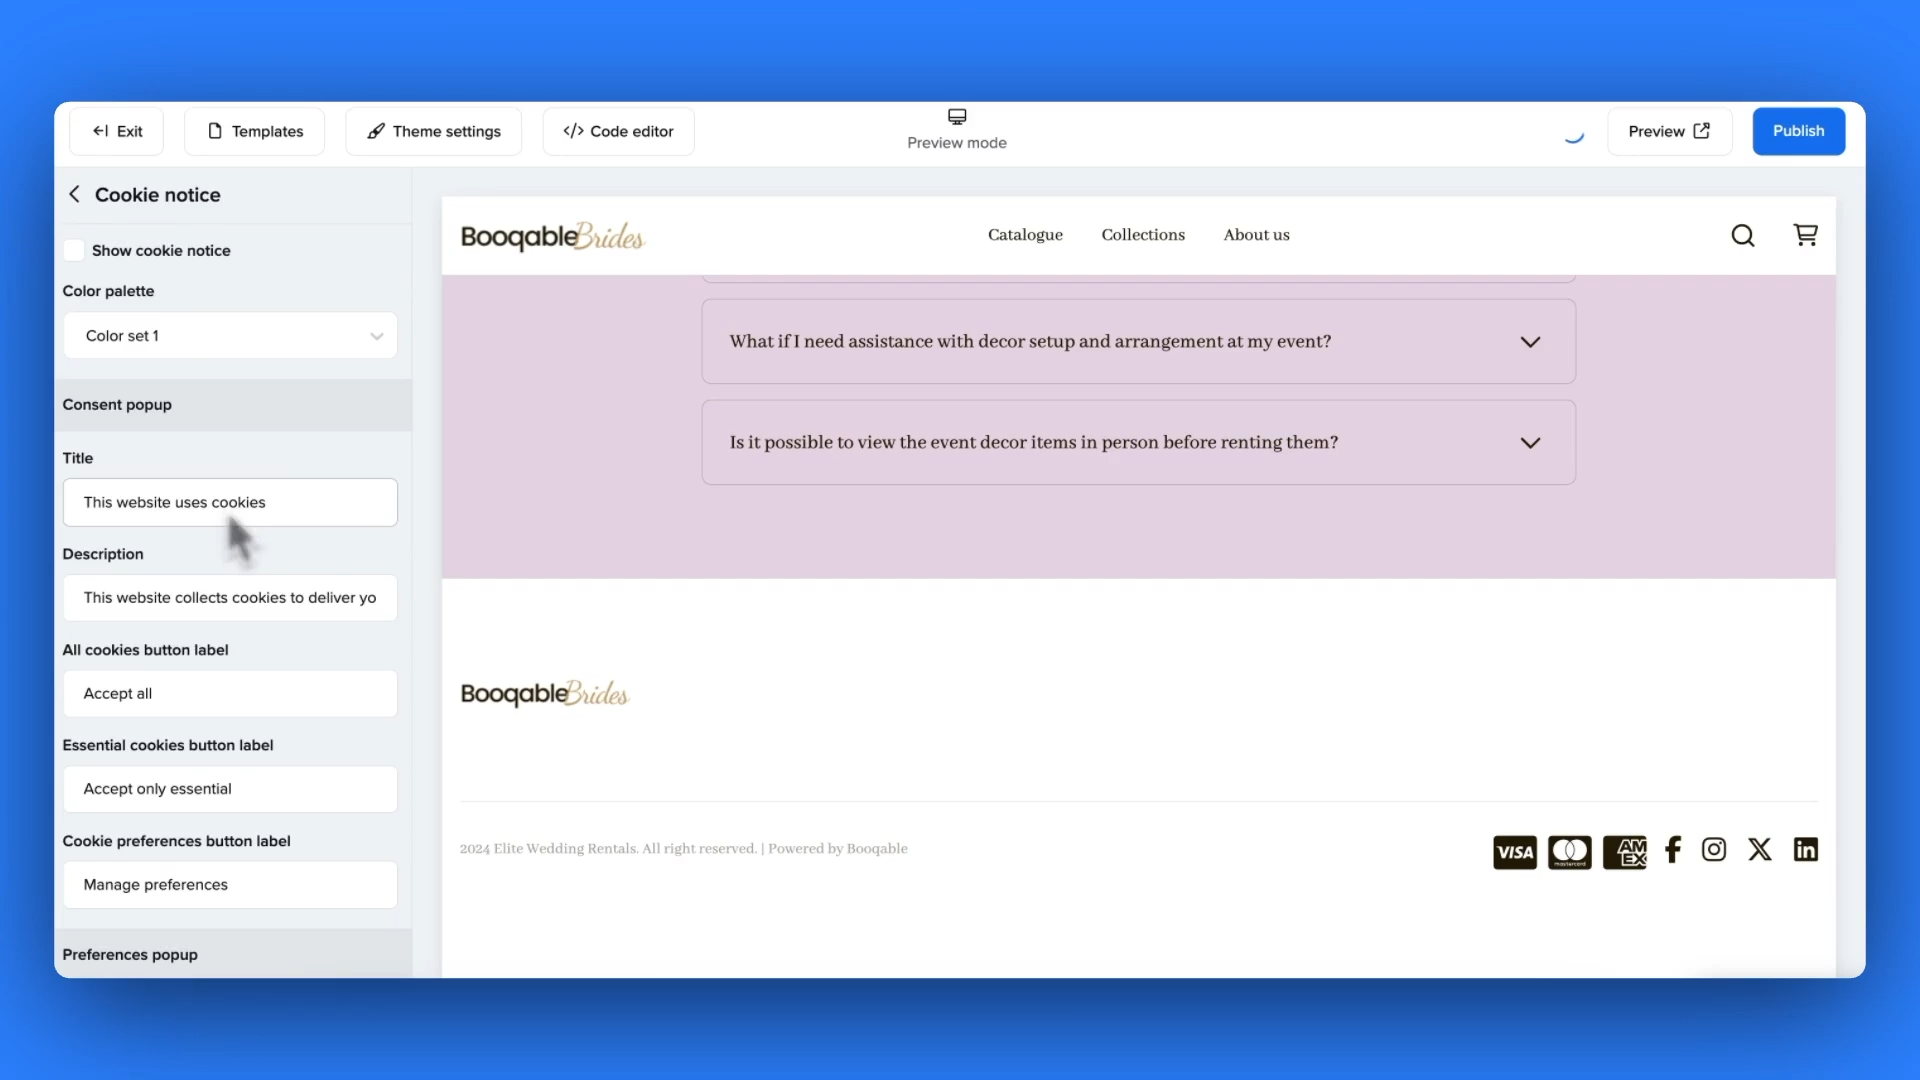 Exit
Templates
Theme settings
</> Code editor
Preview mode
Preview
Publish
Cookie notice
Show cookie notice
Color palette
Color set 1
Consent popup
Title
This website uses cookies
Description
This website collects cookies to deliver yo
All cookies button label
Accept all
Essential cookies button label
Accept only essential
Cookie preferences button label
Manage preferences
Preferences popup
BooqableBrides
Catalogue
Collections
About us
What if I need assistance with decor setup and arrangement at my event?
Is it possible to view the event decor items in person before renting them?
BooqableBrides
2024 Elite Wedding Rentals. All right reserved. | Powered by Booqable
VISA
mastercard
AMEX